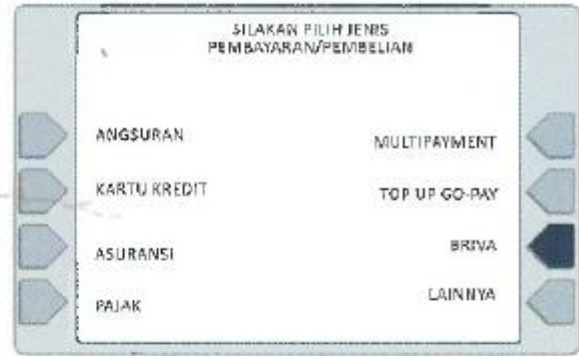 SILAKAN PILIH JENIS
PEMBAYARAN/PEMBELIAN
ANGSURAN
MULTIPAYMENT
KARTU KREDIT
TOP UP GO-PAY
ASURANSI
BRIVA
PAJAK
LAINNYA